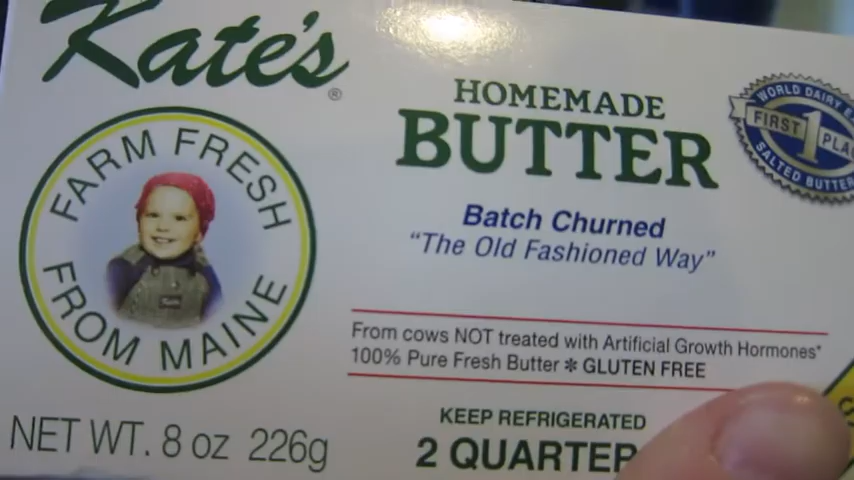 Kate's ®
FARM FRESH
FROM MAINE
NET WT. 8 oz 226g
HOMEMADE
BUTTER
Batch Churned
"The Old Fashioned Way"
From cows NOT treated with Artificial Growth Hormones*
100% Pure Fresh Butter * GLUTEN FREE
KEEP REFRIGERATED
2 QUARTER
WORLD DAIRY
FIRST 1
SALTED BUTTER